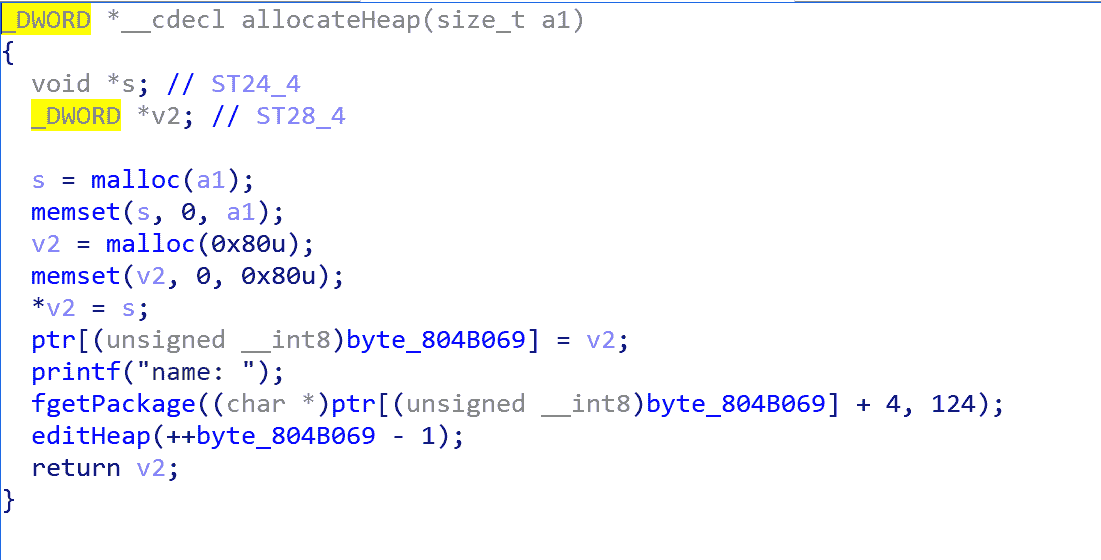 _DWORD *__cdecl allocateHeap(size_t a1)
{
  void *s; // ST24_4
  _DWORD *v2; // ST28_4

  s = malloc(a1);
  memset(s, 0, a1);
  v2 = malloc(0x80u);
  memset(v2, 0, 0x80u);
  *v2 = s;
  ptr[(unsigned __int8)byte_804B069] = v2;
  printf("name: ");
  fgetPackage((char *)ptr[(unsigned __int8)byte_804B069] + 4, 124);
  editHeap(++byte_804B069 - 1);
  return v2;
}